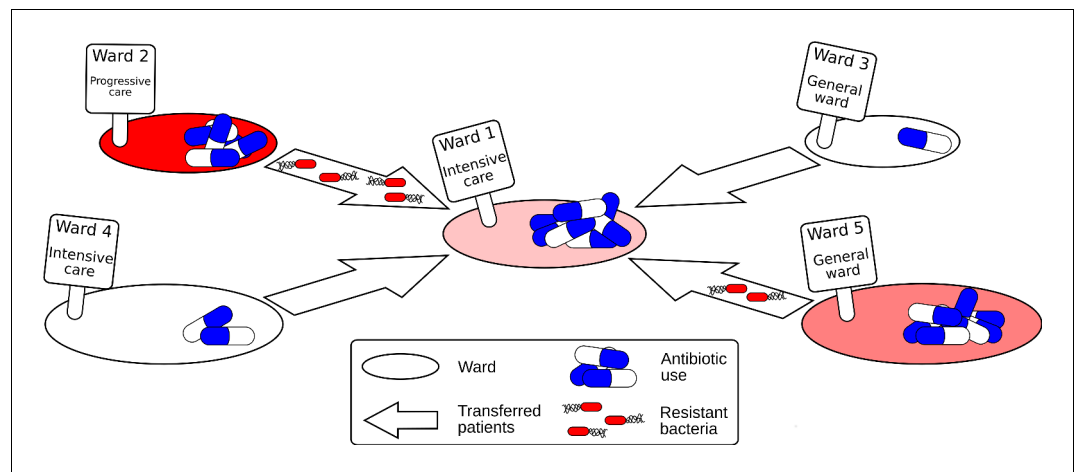 Ward 2
Progressive
care
Ward 3
General
ward
Ward 1
Intensive
care
Ward 4
Intensive
care
Ward 5
General
ward
Ward
Antibiotic
use
Transferred
patients
Resistant
bacteria